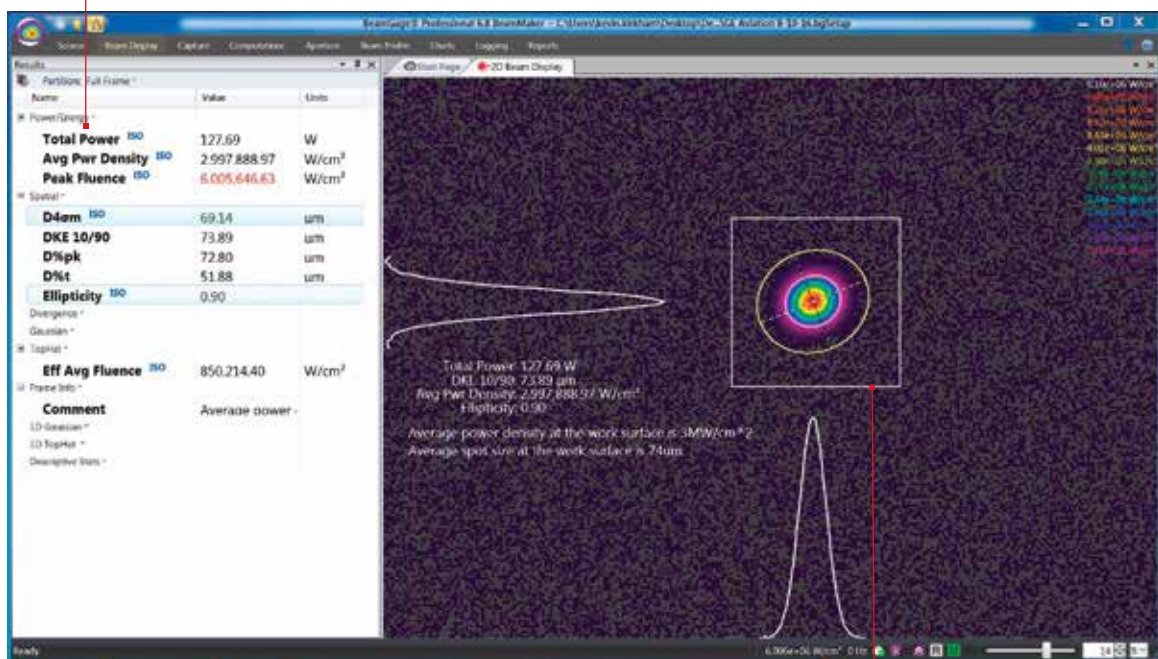 BeamGage® Professional 6.8 BeamMaker -
Source Beam Display Capture Computations Aperture Beam Profile Charts Logging Reports
Results
Start Page 2D Beam Display
Partition: Full Frame
Name Value Units
Power/Energy
Total Power ISO 127.69 W
Avg Pwr Density ISO 2.997.888.97 W/cm²
Peak Fluence ISO 6.005.646.63 W/cm²
Spatial
D4σm ISO 69.14 um
DKE 10/90 73.89 um
D%pk 72.80 um
D%t 51.88 um
Ellipticity ISO 0.90
Divergence
Gaussian
TopHat
Eff Avg Fluence ISO 850.214.40 W/cm²
Frame Info
Comment Average power -
1D Gaussian
1D TopHat
Descriptive Stats
Total Power: 127.69 W
DKE 10/90: 73.89 um
Avg Pwr Density: 2.997.888.97 W/cm²
Ellipticity: 0.90
Average power density at the work surface is 3MW/cm^2
Average spot size at the work surface is 74um
Ready
6.006e+06 W/cm² 0 Hz
14 %